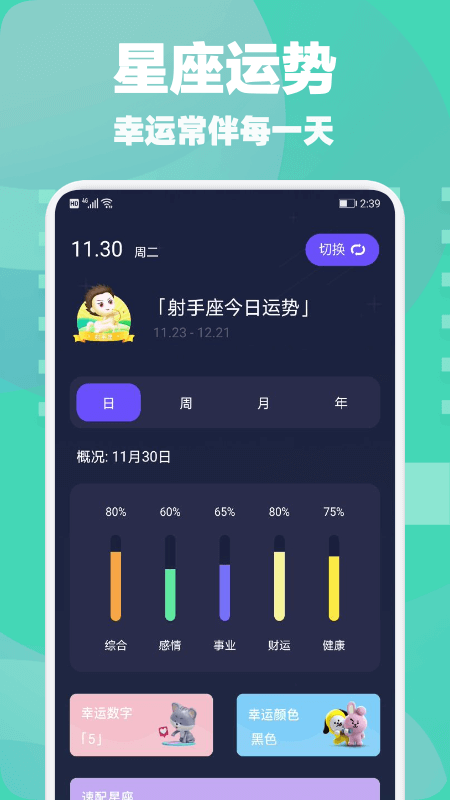 星座运势
幸运常伴每一天
HD 4G 2:39
11.30 周二 切换
「射手座今日运势」
11.23 - 12.21
日 周 月 年
概况: 11月30日
80% 60% 65% 80% 75%
综合 感情 事业 财运 健康
幸运数字 幸运颜色
「5」 黑色
速配星座